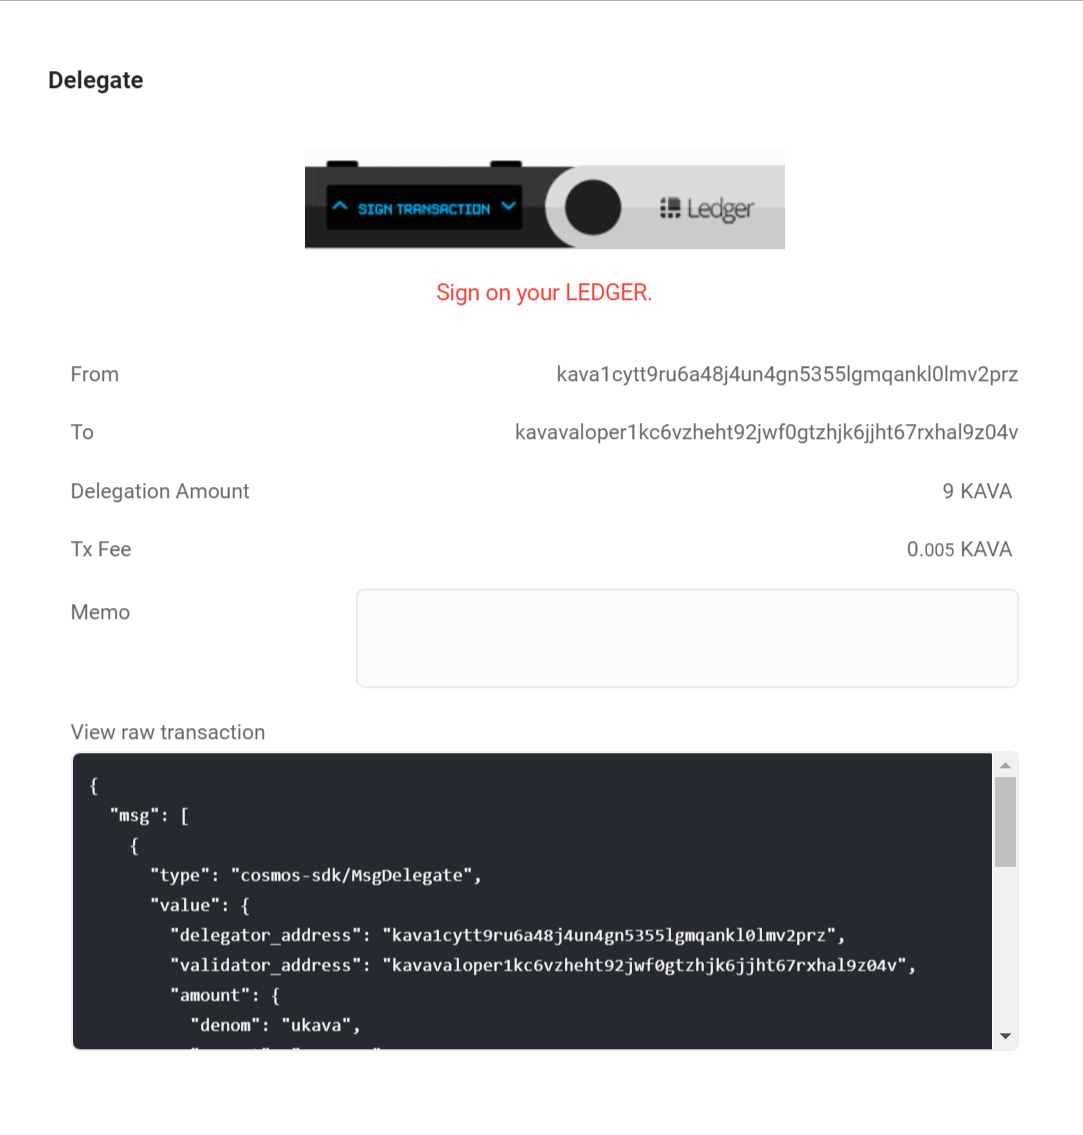 Delegate
SIGN TRANSACTION
Ledger
Sign on your LEDGER.
From kava1cytt9ru6a48j4un4gn5355lgmqankl0lmv2prz
To kavavaloper1kc6vzheht92jwf0gtzhjk6jjht67rxhal9z04v
Delegation Amount 9 KAVA
Tx Fee 0.005 KAVA
Memo
View raw transaction
{
"msg": [
{
"type": "cosmos-sdk/MsgDelegate",
"value": {
"delegator_address": "kava1cytt9ru6a48j4un4gn5355lgmqankl0lmv2prz",
"validator_address": "kavavaloper1kc6vzheht92jwf0gtzhjk6jjht67rxhal9z04v",
"amount": {
"denom": "ukava",